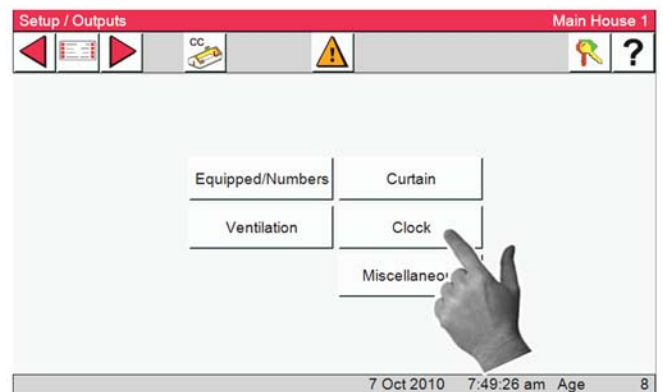 Setup / Outputs Main House 1
CC
?
Equipped/Numbers Curtain
Ventilation Clock
Miscellaneo
7 Oct 2010 7:49:26 am Age 8